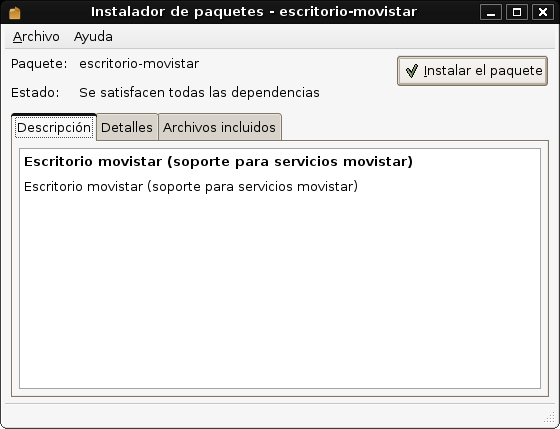 Instalador de paquetes - escritorio-movistar
Archivo Ayuda
Paquete: escritorio-movistar
Instalar el paquete
Estado: Se satisfacen todas las dependencias
Descripción Detalles Archivos incluidos
Escritorio movistar (soporte para servicios movistar)
Escritorio movistar (soporte para servicios movistar)